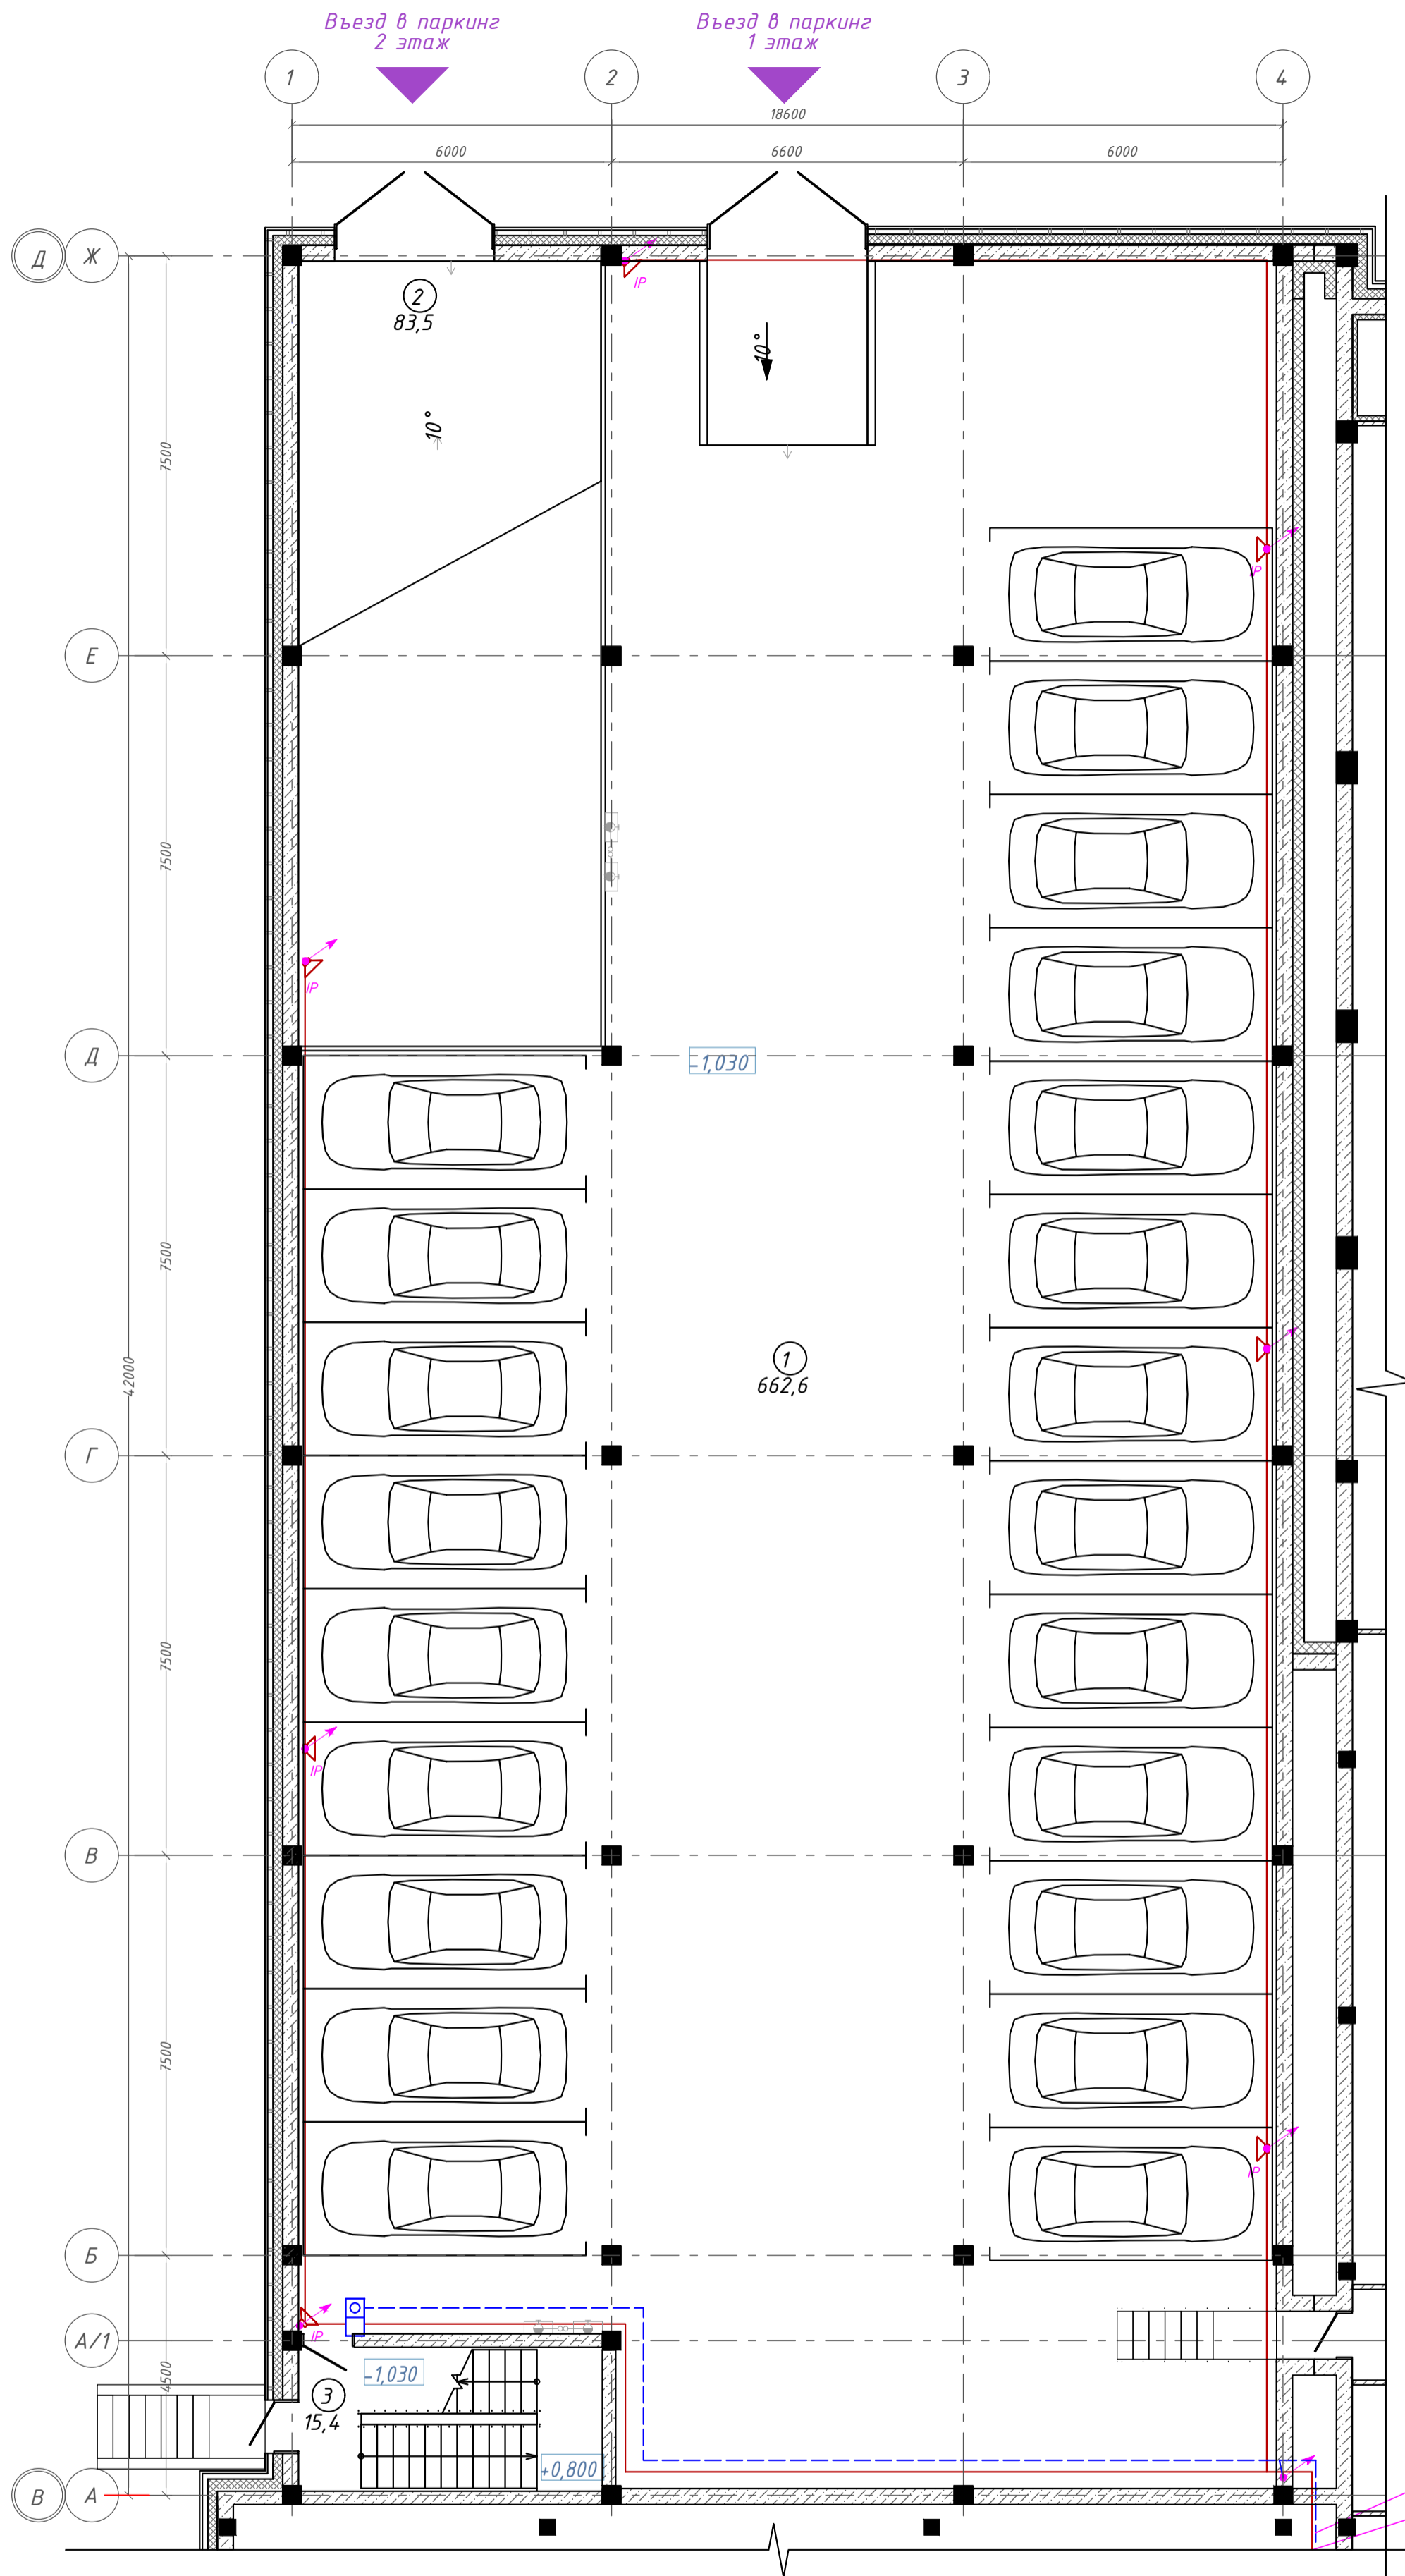 Въезд в паркинг
2 этаж
Въезд в паркинг
1 этаж
1
2
3
4
18600
6000
6600
6000
Д
Ж
2
83,5
IP
10°
10°
7500
IP
Е
7500
IP
Д
-1,030
7500
42000
1
662,6
Г
7500
IP
В
7500
IP
Б
IP
А/1
-1,030
4500
3
15,4
+0,800
В
А